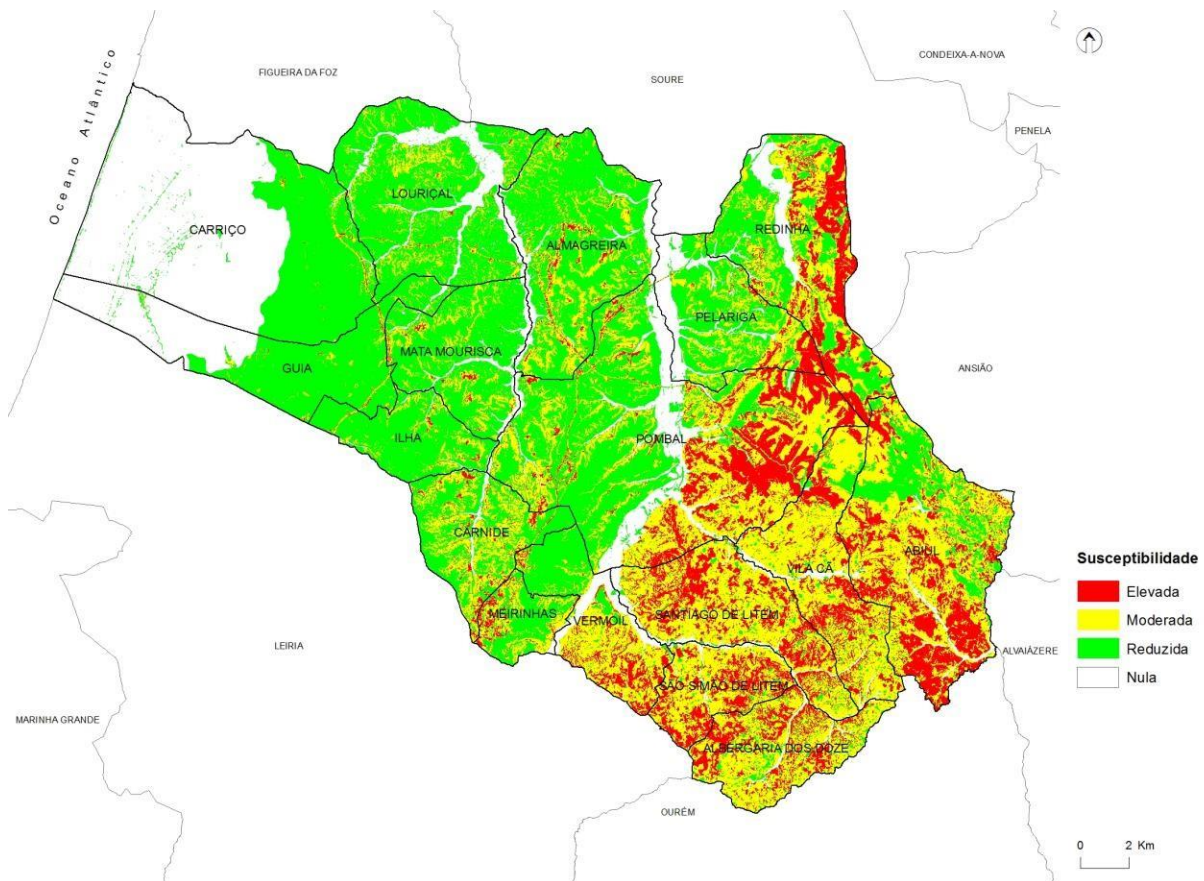 CONDEIXA-A-NOVA
FIGUEIRA DA FOZ
SOURE
Oceano Atlântico
PENELA
LOURIÇAL
CARRIÇO
REDINHA
ALMAGREIRA
PELARIGA
MATA MOURISCA
GUIA
ANSIÃO
ILHA
POMBAL
CARNIDE
ABIUL
VILA CÃ
Susceptibilidade
Elevada
Moderada
Reduzida
Nula
MEIRINHAS
VERMOIL
SANTIAGO DE LITÉM
LEIRIA
ALVAIÁZERE
SÃO SIMÃO DE LITÉM
MARINHA GRANDE
ALBERGARIA DOS DOZE
OURÉM
0 2 Km